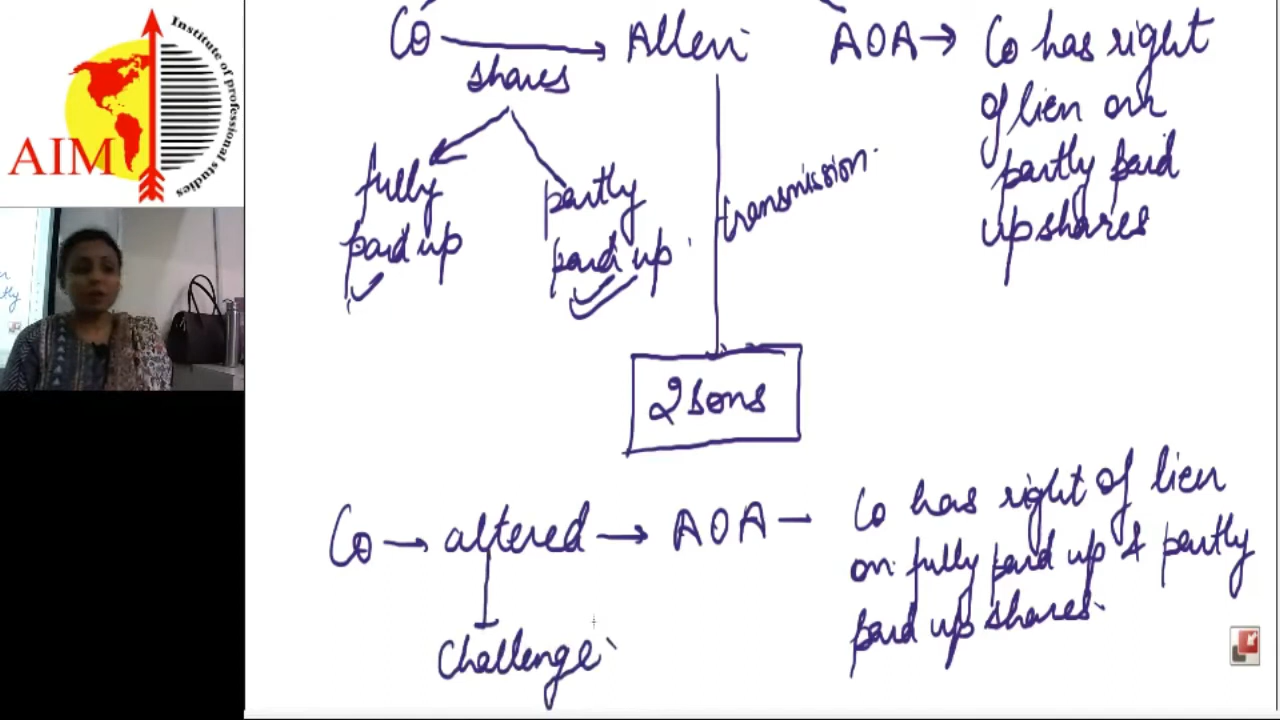 Institute of professional studies
AIM
Co
shares
Allen
AOA → Co has right
of lien on
partly paid
up shares
fully
paid up
partly
paid up
transmission
2 sons
Co → altered → AOA – Co has right of lien
on fully paid up & partly
paid up shares.
Challenge